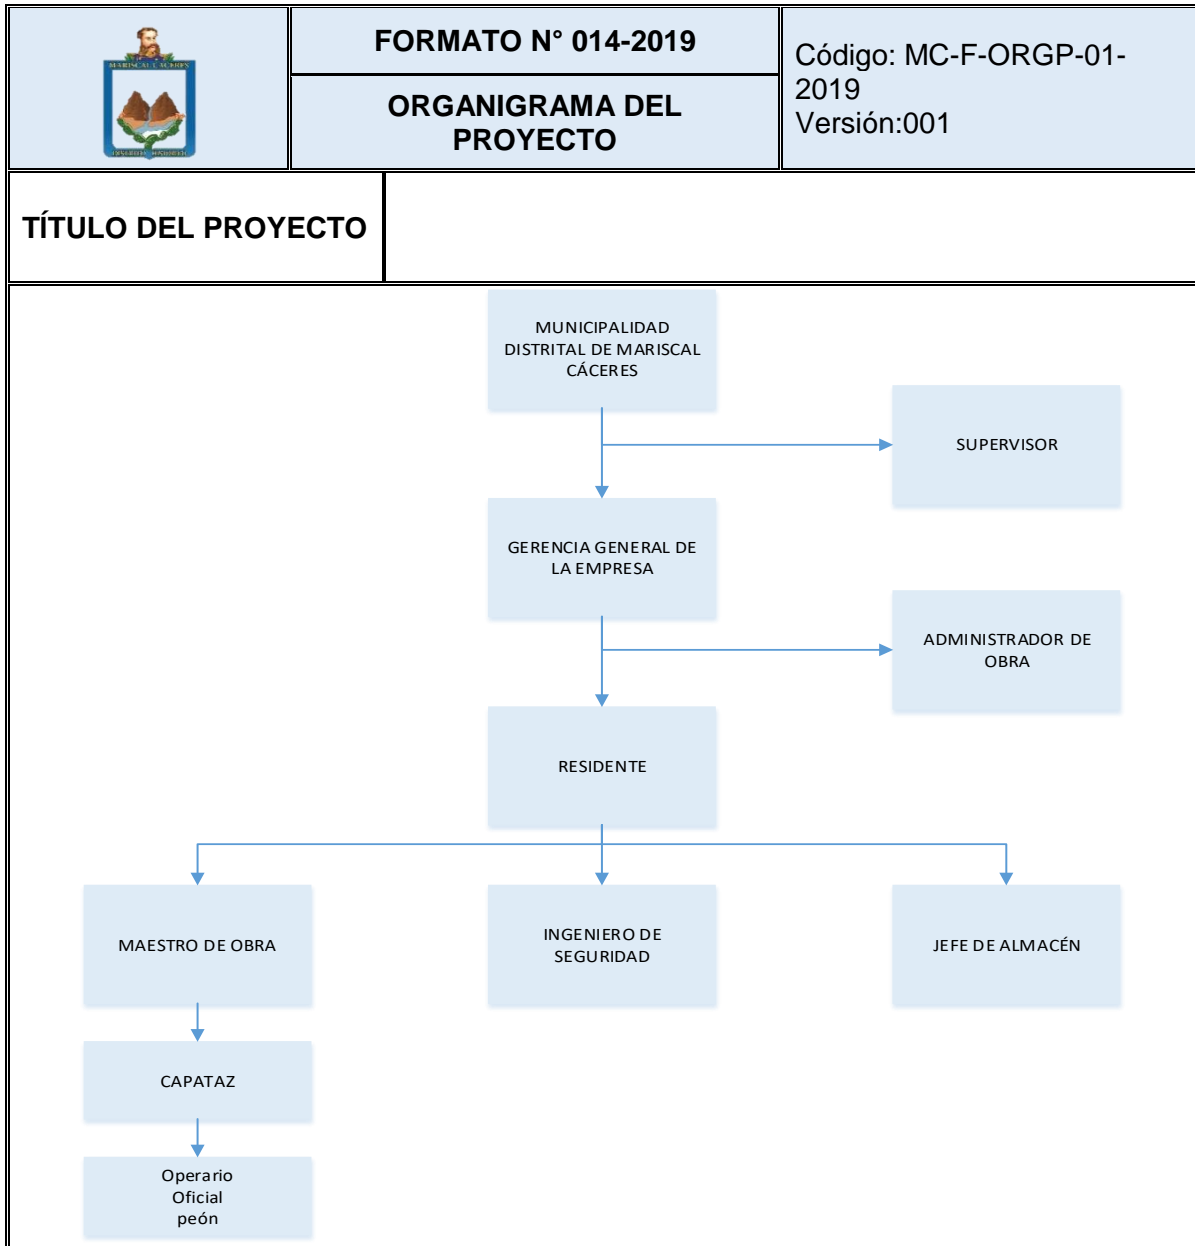 MARISCAL CÁCERES
FORMATO N° 014-2019
ORGANIGRAMA DEL
PROYECTO
Código: MC-F-ORGP-01-
2019
Versión:001
TÍTULO DEL PROYECTO
MUNICIPALIDAD
DISTRITAL DE MARISCAL
CÁCERES
SUPERVISOR
GERENCIA GENERAL DE
LA EMPRESA
ADMINISTRADOR DE
OBRA
RESIDENTE
MAESTRO DE OBRA
INGENIERO DE
SEGURIDAD
JEFE DE ALMACÉN
CAPATAZ
Operario
Oficial
peón